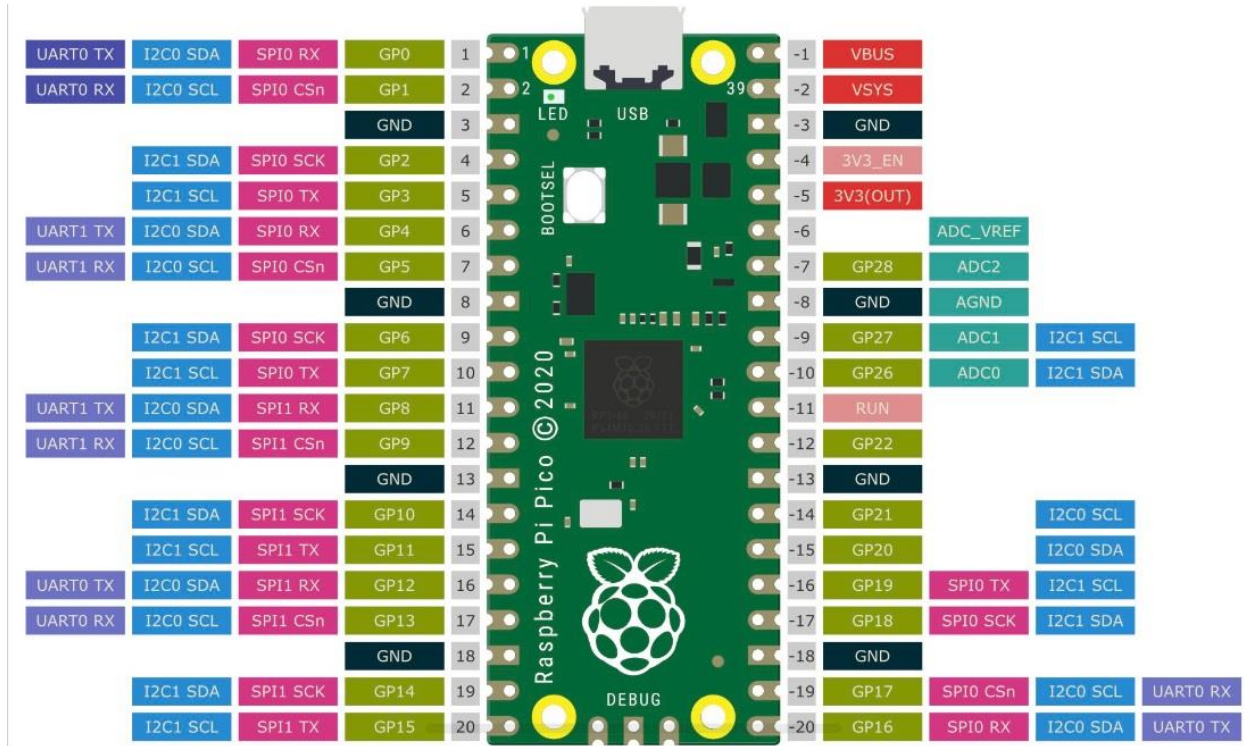 UART0 TX I2C0 SDA SPI0 RX GP0 1 1 -1 VBUS
UART0 RX I2C0 SCL SPI0 CSn GP1 2 2 39 -2 VSYS
LED USB
GND 3 -3 GND
I2C1 SDA SPI0 SCK GP2 4 -4 3V3_EN
I2C1 SCL SPI0 TX GP3 5 BOOTSEL -5 3V3(OUT)
UART1 TX I2C0 SDA SPI0 RX GP4 6 -6 ADC_VREF
UART1 RX I2C0 SCL SPI0 CSn GP5 7 -7 GP28 ADC2
GND 8 -8 GND AGND
I2C1 SDA SPI0 SCK GP6 9 -9 GP27 ADC1 I2C1 SCL
I2C1 SCL SPI0 TX GP7 10 -10 GP26 ADC0 I2C1 SDA
UART1 TX I2C0 SDA SPI1 RX GP8 11 -11 RUN
UART1 RX I2C0 SCL SPI1 CSn GP9 12 -12 GP22
GND 13 -13 GND
Raspberry Pi Pico ©2020
I2C1 SDA SPI1 SCK GP10 14 -14 GP21 I2C0 SCL
I2C1 SCL SPI1 TX GP11 15 -15 GP20 I2C0 SDA
UART0 TX I2C0 SDA SPI1 RX GP12 16 -16 GP19 SPI0 TX I2C1 SCL
UART0 RX I2C0 SCL SPI1 CSn GP13 17 -17 GP18 SPI0 SCK I2C1 SDA
GND 18 -18 GND
I2C1 SDA SPI1 SCK GP14 19 DEBUG -19 GP17 SPI0 CSn I2C0 SCL UART0 RX
I2C1 SCL SPI1 TX GP15 20 -20 GP16 SPI0 RX I2C0 SDA UART0 TX